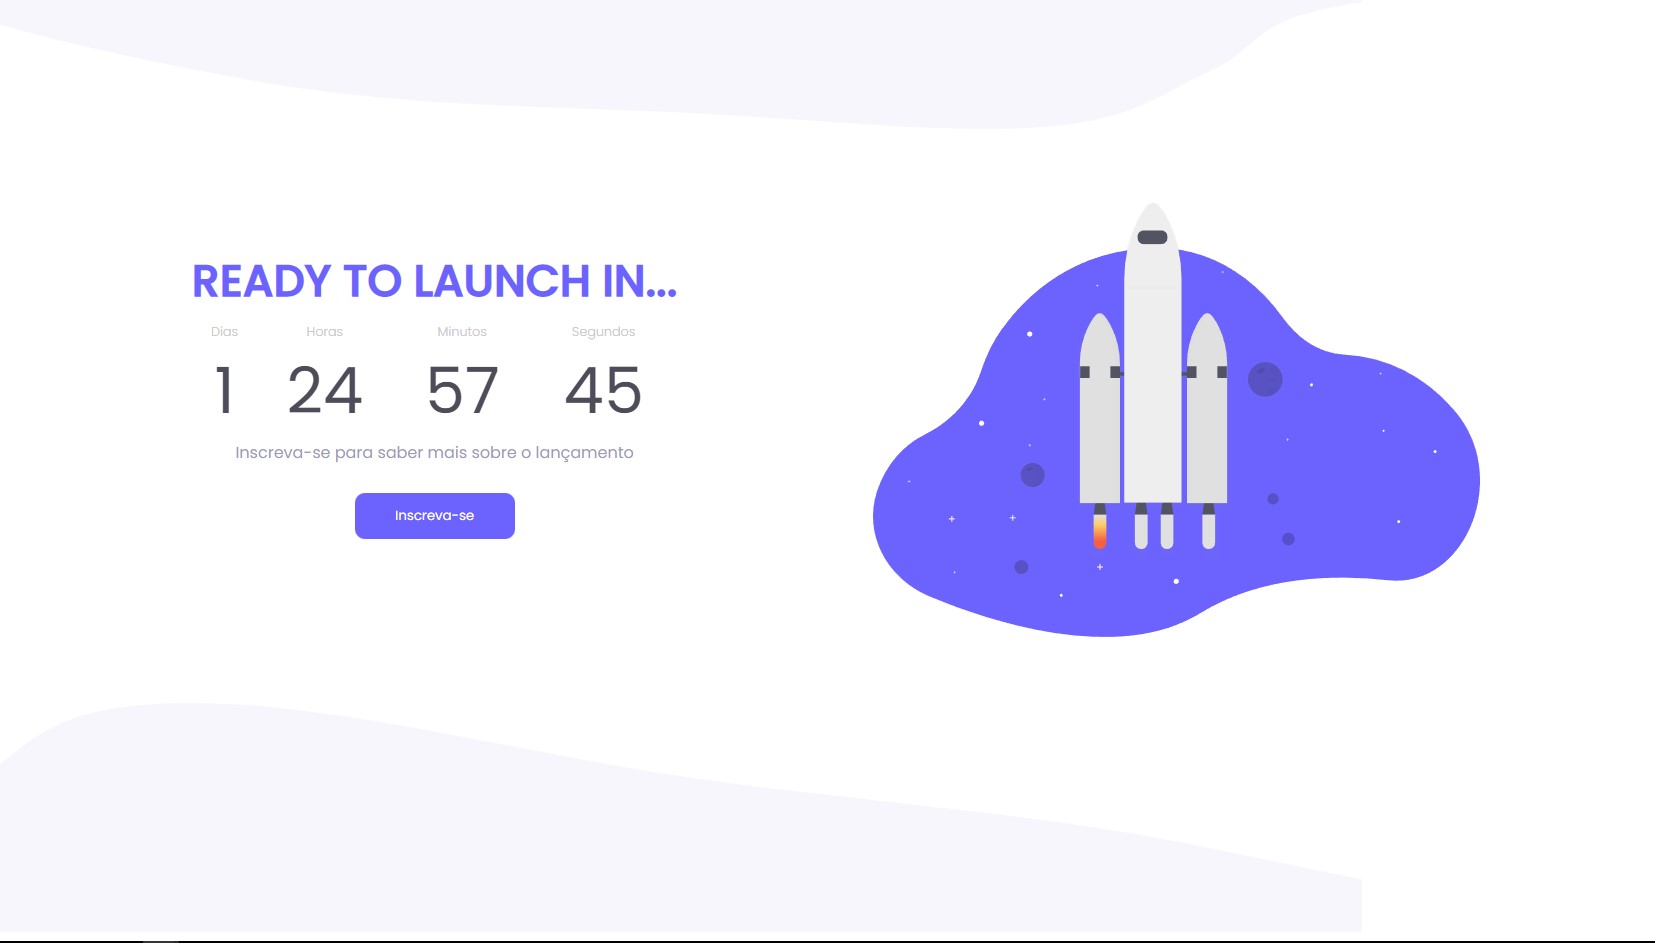 READY TO LAUNCH IN...
Dias Horas Minutos Segundos
1 24 57 45
Inscreva-se para saber mais sobre o lançamento
Inscreva-se